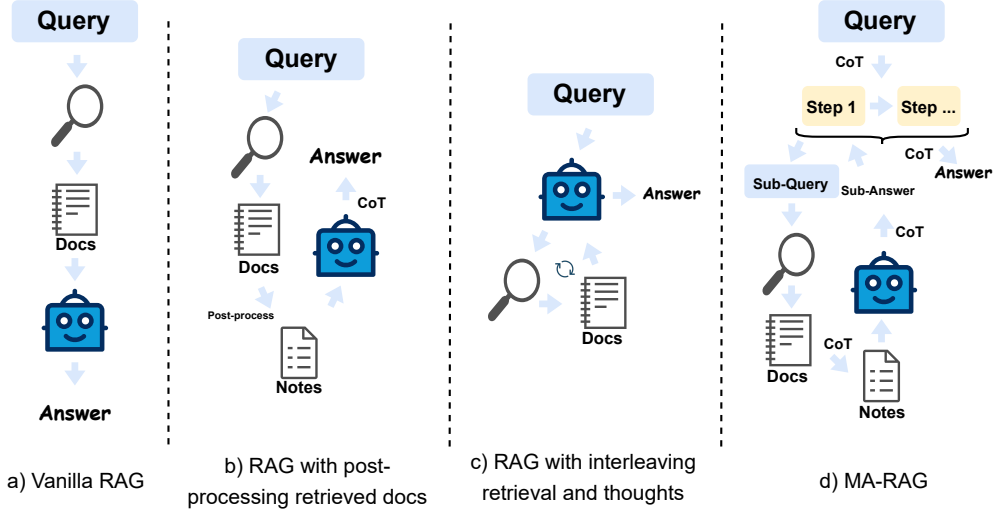 Query
Docs
Answer
a) Vanilla RAG
Query
Docs
Post-process
Notes
CoT
Answer
b) RAG with post-
processing retrieved docs
Query
Answer
Docs
c) RAG with interleaving
retrieval and thoughts
Query
CoT
Step 1
Step ...
CoT
Answer
Sub-Query
Sub-Answer
CoT
Docs
CoT
Notes
d) MA-RAG